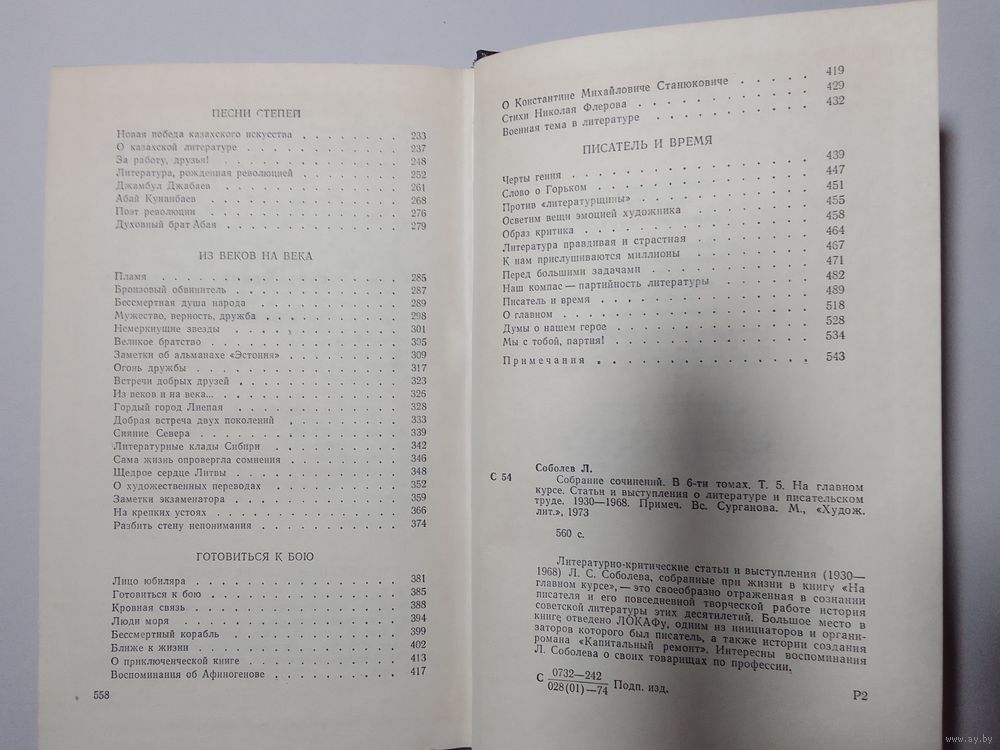 ПЕСНИ СТЕПЕЙ
Новая победа казахского искусства . . . . . . . . 233
О казахской литературе . . . . . . . . . . . 237
За работу, друзья! . . . . . . . . . . . . 248
Литература, рожденная революцией . . . . . . . . 252
Джамбул Джабаев . . . . . . . . . . . . 261
Абай Кунанбаев . . . . . . . . . . . . . 268
Поэт революции . . . . . . . . . . . . . 276
Духовный брат Абая . . . . . . . . . . . . 279
ИЗ ВЕКОВ НА ВЕКА
Пламя . . . . . . . . . . . . . . . . 285
Бронзовый обвинитель . . . . . . . . . . . 287
Бессмертная душа народа . . . . . . . . . . 289
Мужество, верность, дружба . . . . . . . . . . 298
Немеркнущие звезды . . . . . . . . . . . . 301
Великое братство . . . . . . . . . . . . . 305
Заметки об альманахе «Эстония» . . . . . . . . 309
Огонь дружбы . . . . . . . . . . . . . . 317
Встречи добрых друзей . . . . . . . . . . . 323
Из веков и на века... . . . . . . . . . . . . 326
Гордый город Лиепая . . . . . . . . . . . 328
Добрая встреча двух поколений . . . . . . . . 333
Сияние Севера . . . . . . . . . . . . . . 339
Литературные клады Сибири . . . . . . . . . 342
Сама жизнь опровергла сомнения . . . . . . . . 346
Щедрое сердце Литвы . . . . . . . . . . . 348
О художественных переводах . . . . . . . . . 352
Заметки экзаменатора . . . . . . . . . . . 359
На крепких устоях . . . . . . . . . . . . 366
Разбить стену непонимания . . . . . . . . . . 374
ГОТОВИТЬСЯ К БОЮ
Лицо юбиляра . . . . . . . . . . . . . . 381
Готовиться к бою . . . . . . . . . . . . . 385
Кровная связь . . . . . . . . . . . . . . 388
Люди моря . . . . . . . . . . . . . . . 394
Бессмертный корабль . . . . . . . . . . . . 399
Ближе к жизни . . . . . . . . . . . . . . 402
О приключенческой книге . . . . . . . . . . 413
Воспоминания об Афиногенове . . . . . . . . . 417
558
О Константине Михайловиче Станюковиче . . . . . 419
Стихи Николая Флерова . . . . . . . . . . . 429
Военная тема в литературе . . . . . . . . . . 432
ПИСАТЕЛЬ И ВРЕМЯ
Черты гения . . . . . . . . . . . . . . 439
Слово о Горьком . . . . . . . . . . . . . 447
Против «литературщины» . . . . . . . . . . 451
Осветим вещи эмоцией художника . . . . . . . 455
Образ критика . . . . . . . . . . . . . 458
Литература правдивая и страстная . . . . . . . 464
К нам прислушиваются миллионы . . . . . . . 467
Перед большими задачами . . . . . . . . . . 471
Наш компас — партийность литературы . . . . . . 482
Писатель и время . . . . . . . . . . . . 489
О главном . . . . . . . . . . . . . . . 518
Думы о нашем герое . . . . . . . . . . . 528
Мы с тобой, партия! . . . . . . . . . . . 534
Примечания . . . . . . . . . . . . . 543
Соболев Л.
С 54 Собрание сочинений. В 6-ти томах. Т. 5. На главном
курсе. Статьи и выступления о литературе и писательском
труде. 1930—1968. Примеч. Вс. Сурганова. М., «Худож.
лит.», 1973
560 с.
Литературно-критические статьи и выступления (1930—
1968) Л. С. Соболева, собранные при жизни в книгу «На
главном курсе»,— это своеобразно отраженная в сознании
писателя и его повседневной творческой работе история
советской литературы этих десятилетий. Большое место в
книге отведено ЛОКАФу, одним из инициаторов и органи-
заторов которого был писатель, а также истории создания
романа «Капитальный ремонт». Интересны воспоминания
Л. Соболева о своих товарищах по профессии.
С 0732—242
028(01)—74 Подп. изд.
Р2
www.ay.by